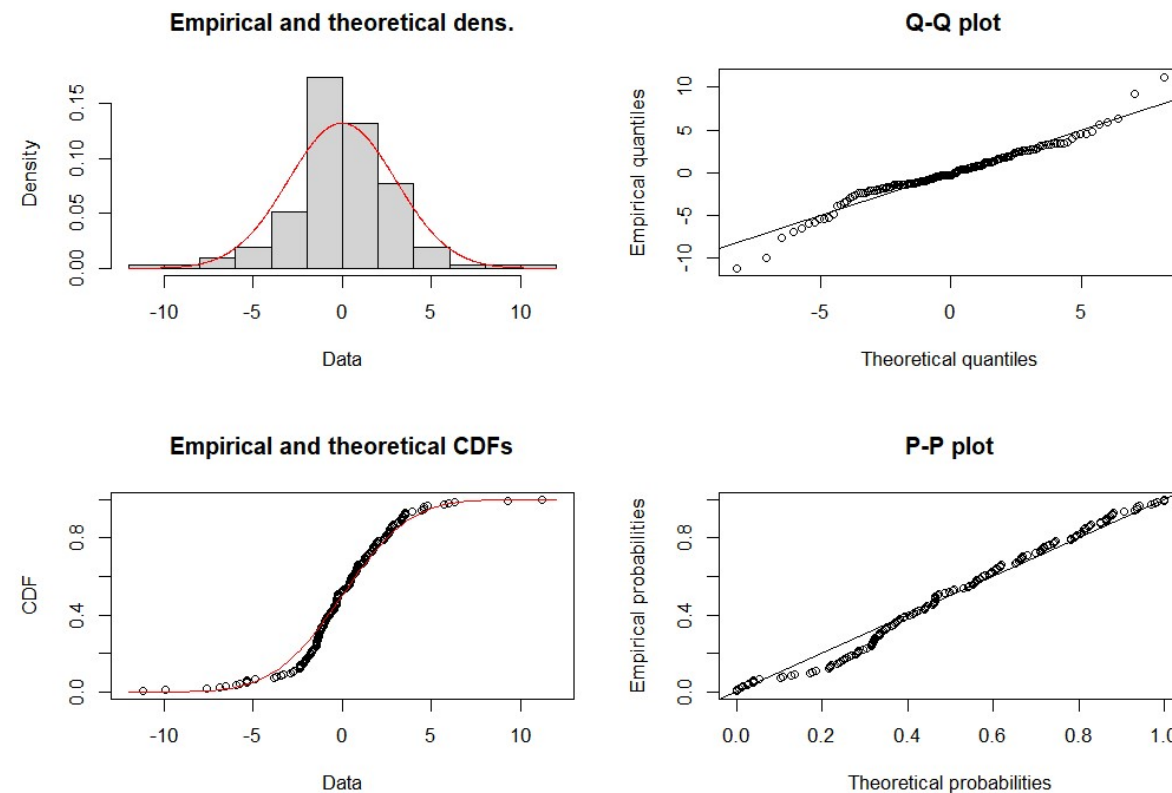 Empirical and theoretical dens.
Density
0.00 0.05 0.10 0.15
-10 -5 0 5 10
Data
Q-Q plot
Empirical quantiles
-10 -5 0 5 10
-5 0 5
Theoretical quantiles
Empirical and theoretical CDFs
CDF
0.0 0.4 0.8
-10 -5 0 5 10
Data
P-P plot
Empirical probabilities
0.0 0.4 0.8
0.0 0.2 0.4 0.6 0.8 1.0
Theoretical probabilities